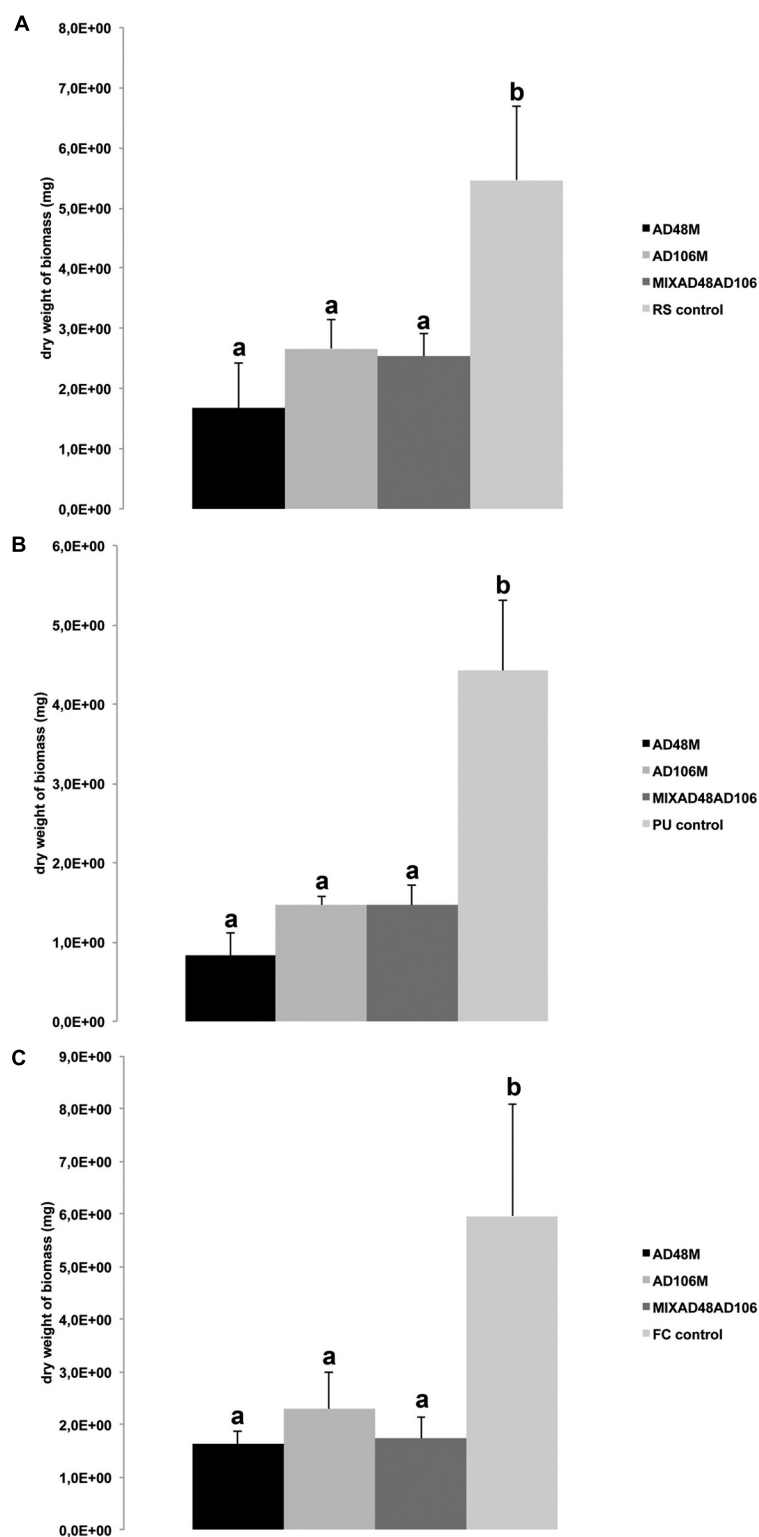 A
8,0E+00
7,0E+00
6,0E+00
5,0E+00
4,0E+00
3,0E+00
2,0E+00
1,0E+00
0,0E+00
dry weight of biomass (mg)
a
a
a
b
AD48M
AD106M
MIXAD48AD106
RS control
B
6,0E+00
5,0E+00
4,0E+00
3,0E+00
2,0E+00
1,0E+00
0,0E+00
dry weight of biomass (mg)
a
a
a
b
AD48M
AD106M
MIXAD48AD106
PU control
C
9,0E+00
8,0E+00
7,0E+00
6,0E+00
5,0E+00
4,0E+00
3,0E+00
2,0E+00
1,0E+00
0,0E+00
dry weight of biomass (mg)
a
a
a
b
AD48M
AD106M
MIXAD48AD106
FC control